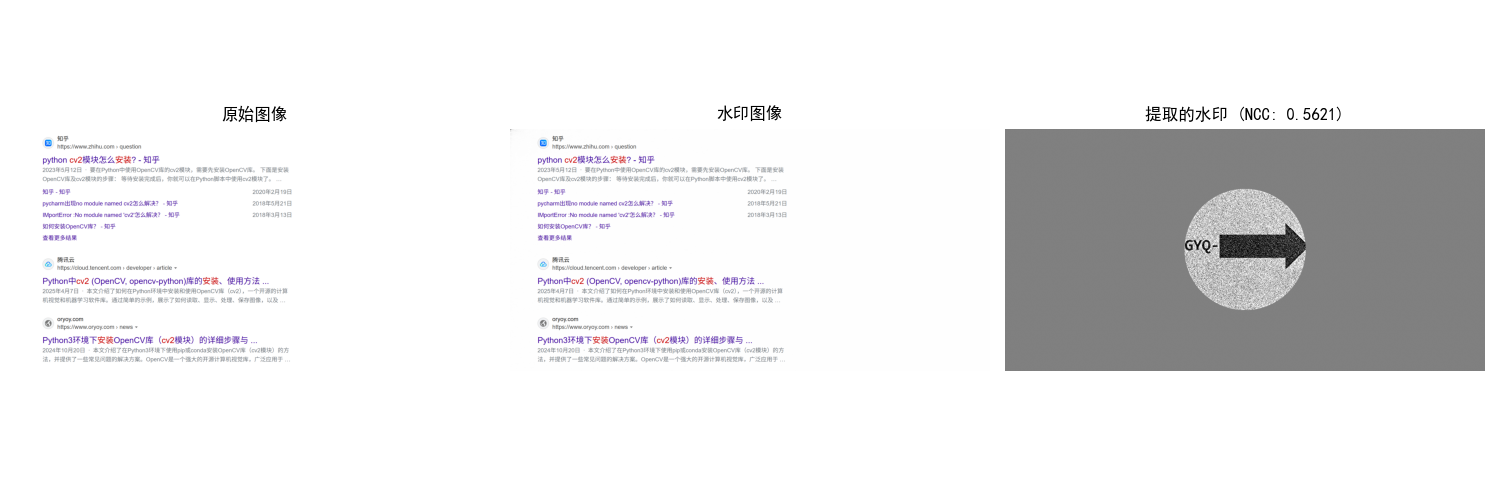 原始图像
知乎
https://www.zhihu.com › question
python cv2模块怎么安装? - 知乎
2023年5月12日 · 要在Python中使用OpenCV库的cv2模块，需要先安装OpenCV库。 下面是安装
OpenCV库及cv2模块的步骤： 等待安装完成后，你就可以在Python脚本中使用cv2模块了。 ...
知乎 - 知乎 2020年2月19日
pycharm出现no module named cv2怎么解决？ - 知乎 2018年5月21日
IMportError :No module named 'cv2'怎么解决？ - 知乎 2018年3月13日
如何安装OpenCV库？ - 知乎
查看更多结果
腾讯云
https://cloud.tencent.com › developer › article
Python中cv2 (OpenCV, opencv-python)库的安装、使用方法 ...
2025年4月7日 · 本文介绍了如何在Python环境中安装和使用OpenCV库（cv2），一个开源的计算
机视觉和机器学习软件库。通过简单的示例，展示了如何读取、显示、处理、保存图像，以及 ...
oryoy.com
https://www.oryoy.com › news
Python3环境下安装OpenCV库（cv2模块）的详细步骤与 ...
2024年10月20日 · 本文介绍了在Python3环境下使用pip或conda安装OpenCV库（cv2模块）的方
法，并提供了一些常见问题的解决方案。OpenCV是一个强大的开源计算机视觉库，广泛应用于 ...
水印图像
知乎
https://www.zhihu.com › question
python cv2模块怎么安装? - 知乎
2023年5月12日 · 要在Python中使用OpenCV库的cv2模块，需要先安装OpenCV库。 下面是安装
OpenCV库及cv2模块的步骤： 等待安装完成后，你就可以在Python脚本中使用cv2模块了。 ...
知乎 - 知乎 2020年2月19日
pycharm出现no module named cv2怎么解决？ - 知乎 2018年5月21日
IMportError :No module named 'cv2'怎么解决？ - 知乎 2018年3月13日
如何安装OpenCV库？ - 知乎
查看更多结果
腾讯云
https://cloud.tencent.com › developer › article
Python中cv2 (OpenCV, opencv-python)库的安装、使用方法 ...
2025年4月7日 · 本文介绍了如何在Python环境中安装和使用OpenCV库（cv2），一个开源的计算
机视觉和机器学习软件库。通过简单的示例，展示了如何读取、显示、处理、保存图像，以及 ...
oryoy.com
https://www.oryoy.com › news
Python3环境下安装OpenCV库（cv2模块）的详细步骤与 ...
2024年10月20日 · 本文介绍了在Python3环境下使用pip或conda安装OpenCV库（cv2模块）的方
法，并提供了一些常见问题的解决方案。OpenCV是一个强大的开源计算机视觉库，广泛应用于 ...
提取的水印 (NCC: 0.5621)
GYQ-